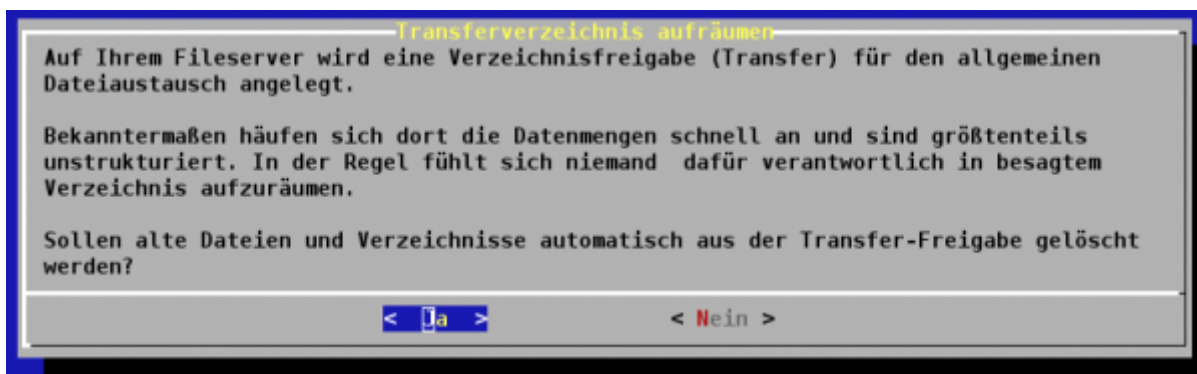 Transferverzeichnis aufräumen
Auf Ihrem Fileserver wird eine Verzeichnisfreigabe (Transfer) für den allgemeinen
Dateiaustausch angelegt.
Bekanntermaßen häufen sich dort die Datenmengen schnell an und sind größtenteils
unstrukturiert. In der Regel fühlt sich niemand  dafür verantwortlich in besagtem
Verzeichnis aufzuräumen.
Sollen alte Dateien und Verzeichnisse automatisch aus der Transfer-Freigabe gelöscht
werden?
<  Ja  > < Nein >